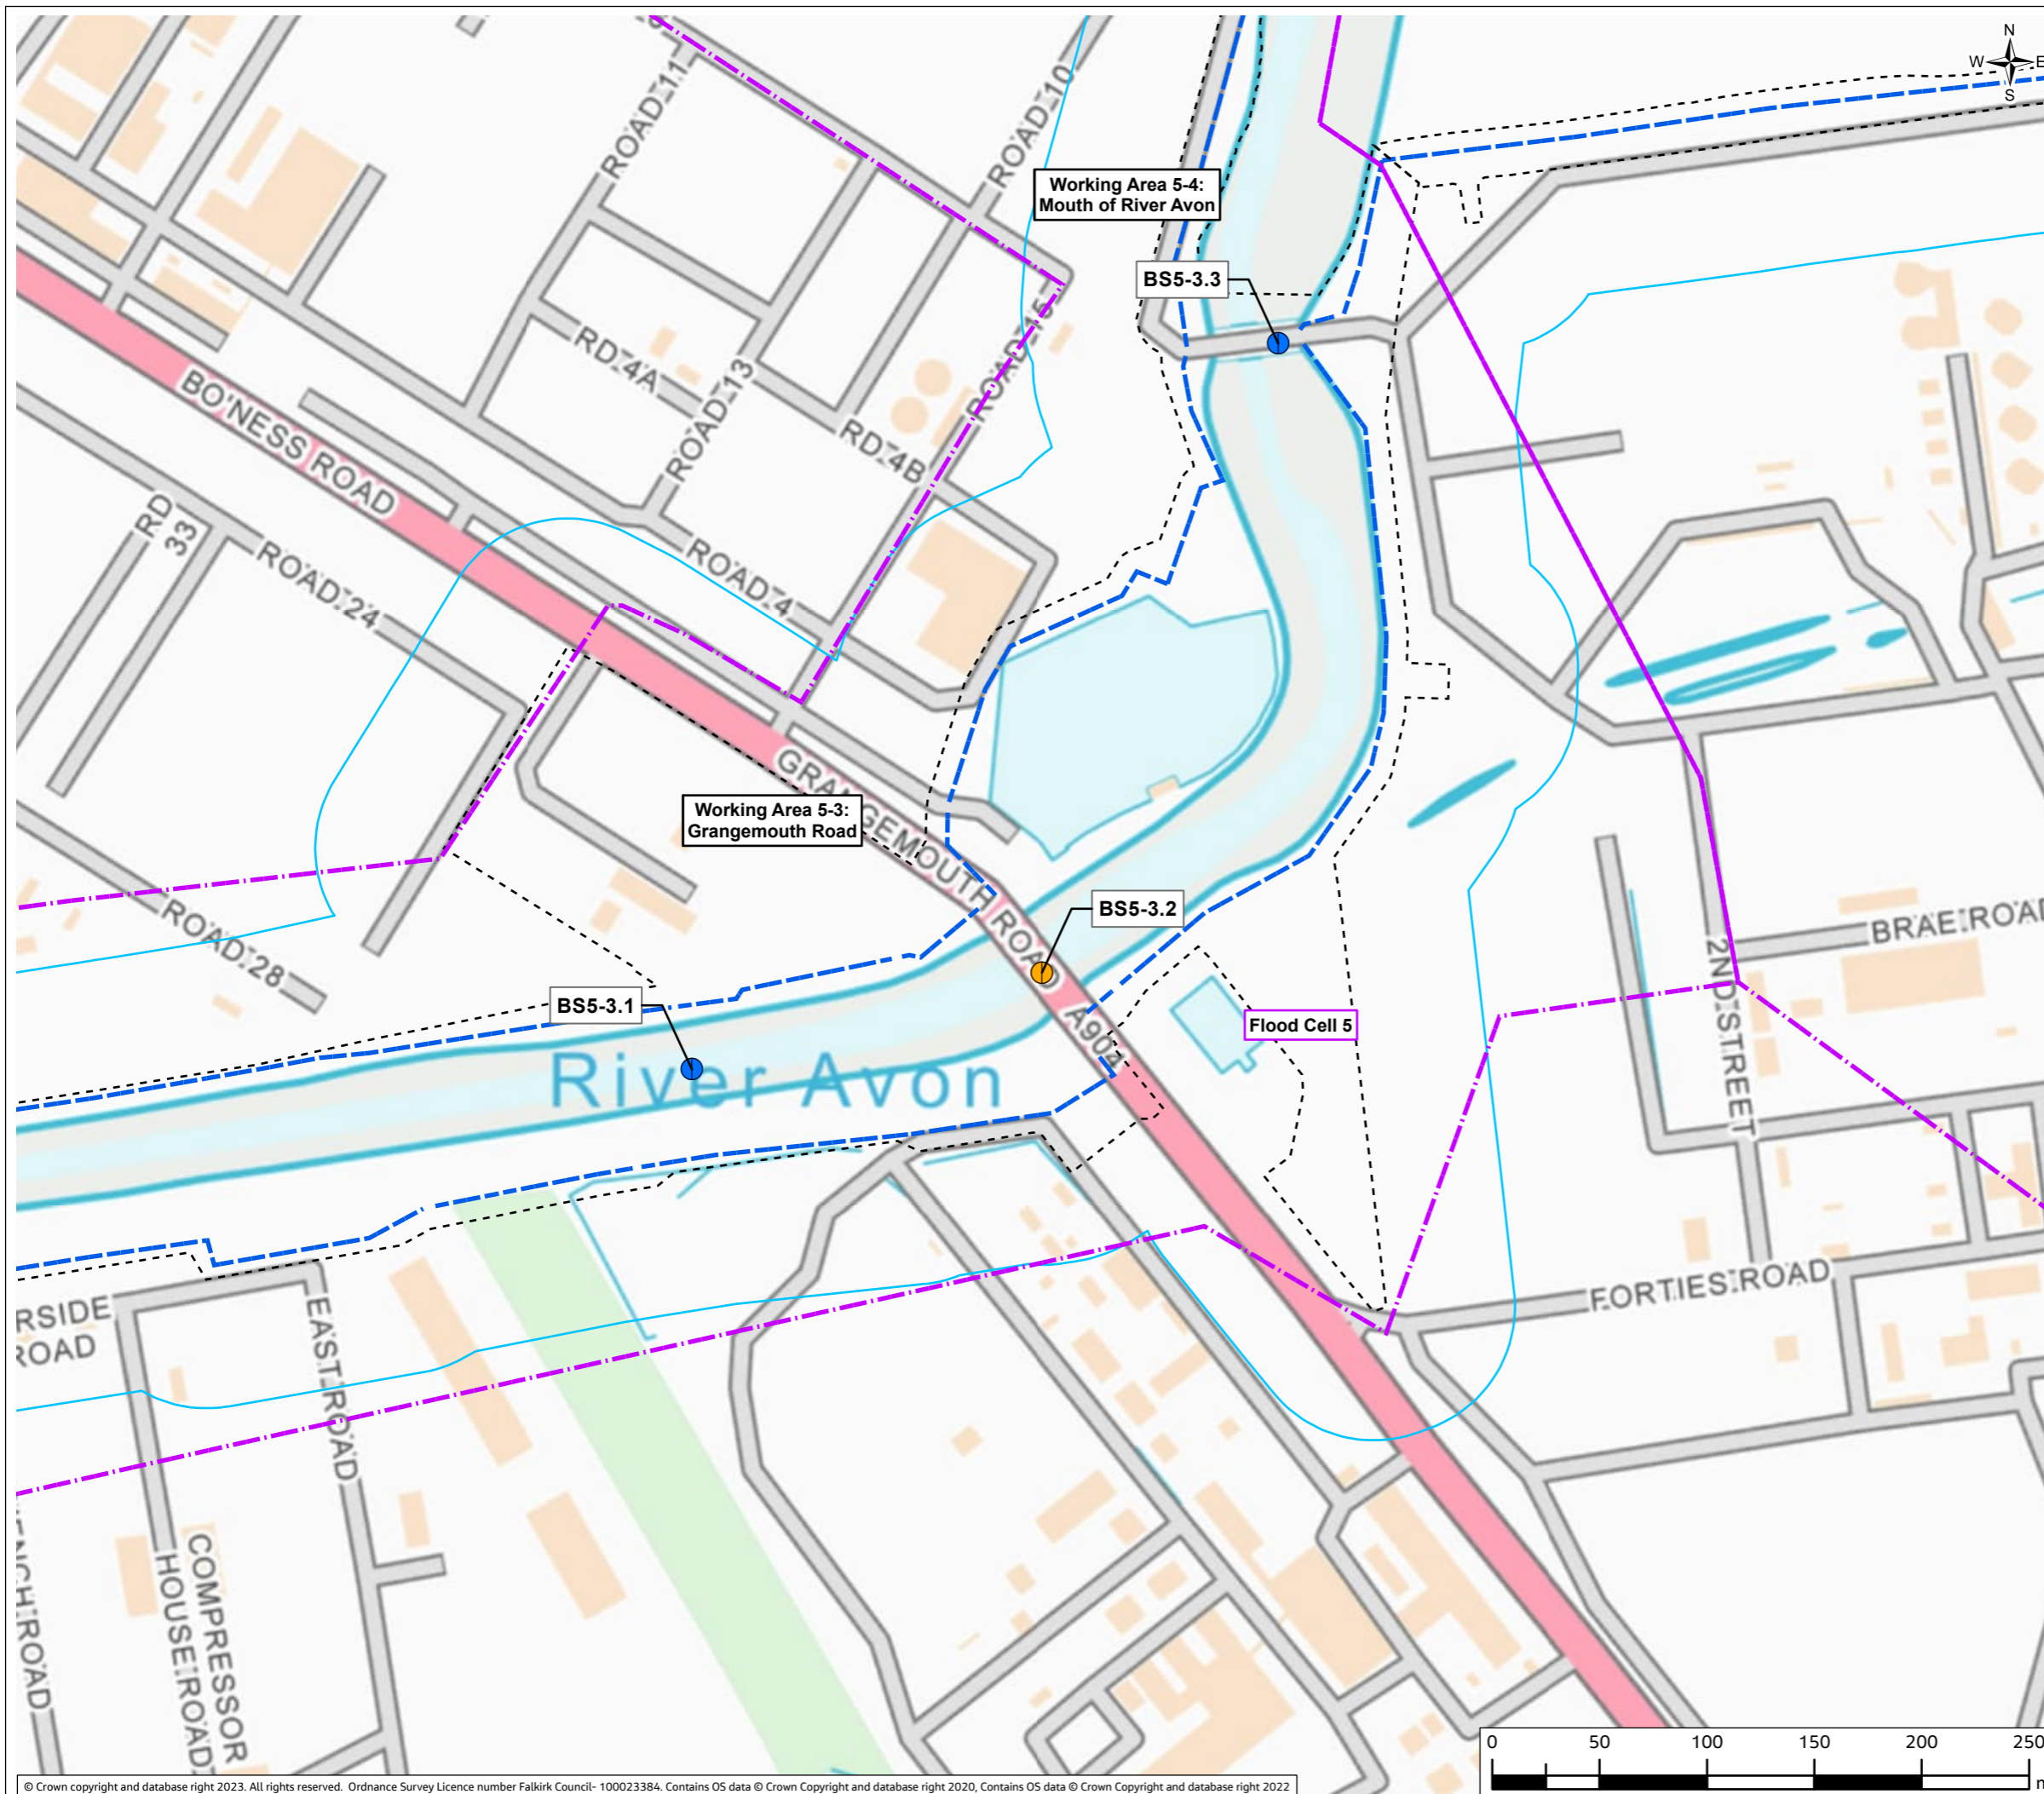 N
W E
S
ROAD 11
ROAD 10
Working Area 5-4:
Mouth of River Avon
BS5-3.3
RD 4A
ROAD 13
ROAD 15
BO'NESS ROAD
RD 4B
RD
33
ROAD 24
ROAD 4
GRANGEMOUTH ROAD
Working Area 5-3:
Grangemouth Road
BS5-3.2
ROAD 28
BS5-3.1
A904
Flood Cell 5
BRAE ROAD
2ND STREET
River Avon
FORTIES ROAD
RSIDE
ROAD
EAST ROAD
COMPRESSOR
HOUSE ROAD
ROAD
0 50 100 150 200 250
m
© Crown copyright and database right 2023. All rights reserved. Ordnance Survey Licence number Falkirk Council- 100023384. Contains OS data © Crown Copyright and database right 2020, Contains OS data © Crown Copyright and database right 2022